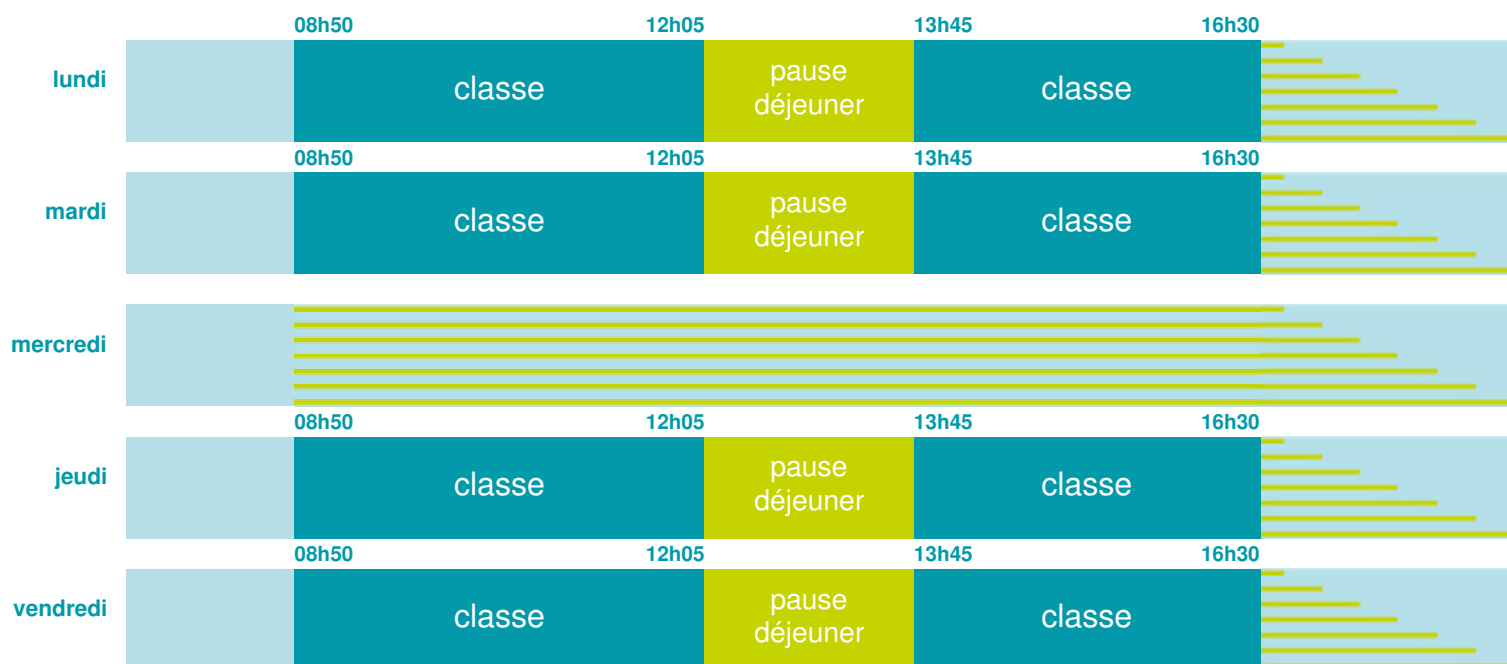 08h50 12h05 13h45 16h30
lundi classe pause déjeuner classe
08h50 12h05 13h45 16h30
mardi classe pause déjeuner classe
mercredi
08h50 12h05 13h45 16h30
jeudi classe pause déjeuner classe
08h50 12h05 13h45 16h30
vendredi classe pause déjeuner classe